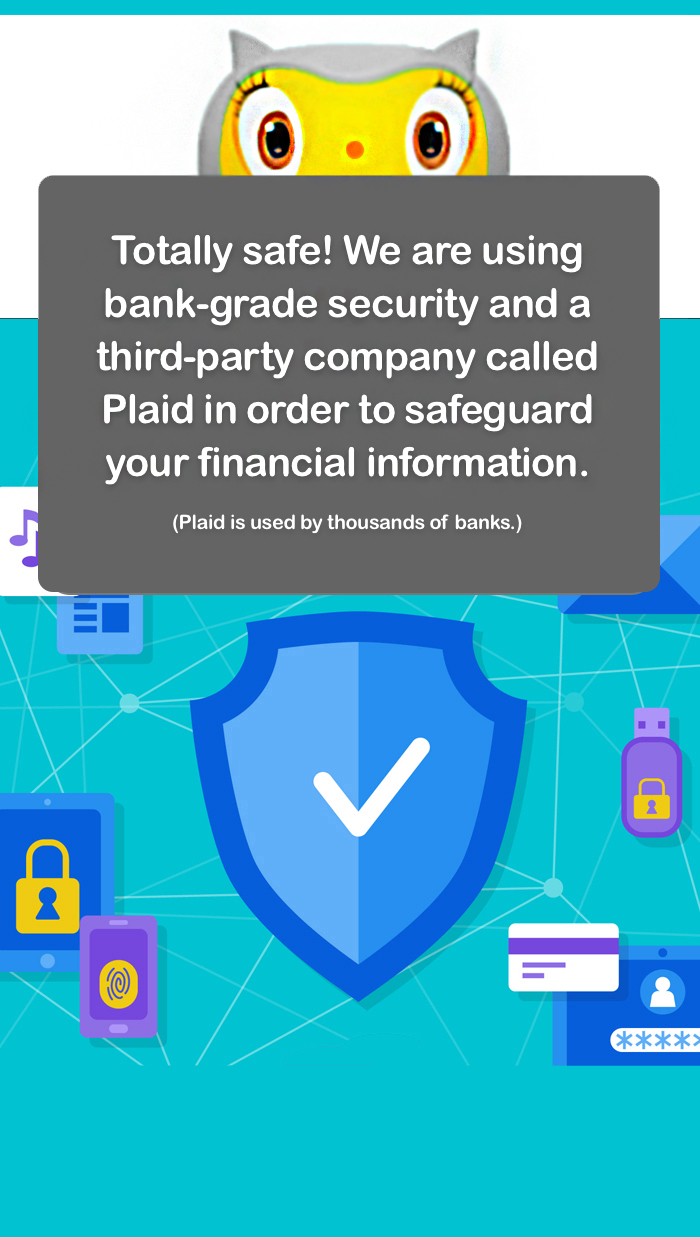 Totally safe! We are using
bank-grade security and a
third-party company called
Plaid in order to safeguard
your financial information.
(Plaid is used by thousands of banks.)
*****